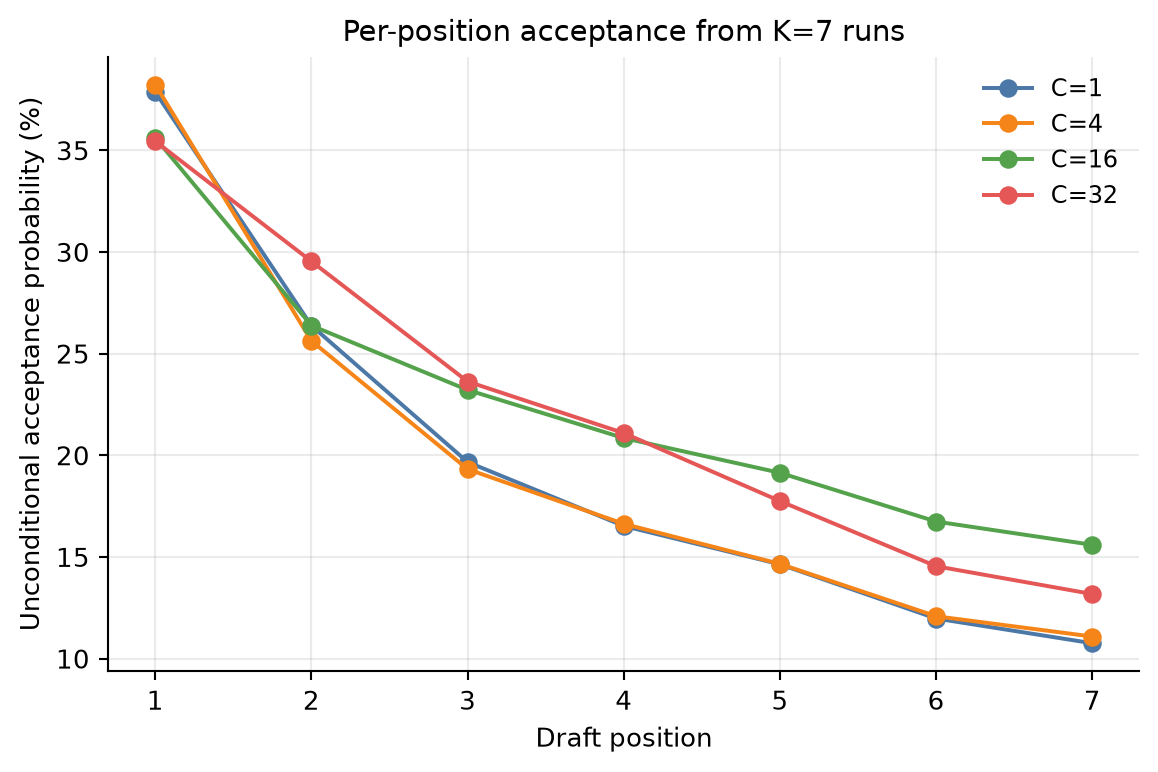 Per-position acceptance from K=7 runs
Unconditional acceptance probability (%)
35
30
25
20
15
10
C=1
C=4
C=16
C=32
1 2 3 4 5 6 7
Draft position